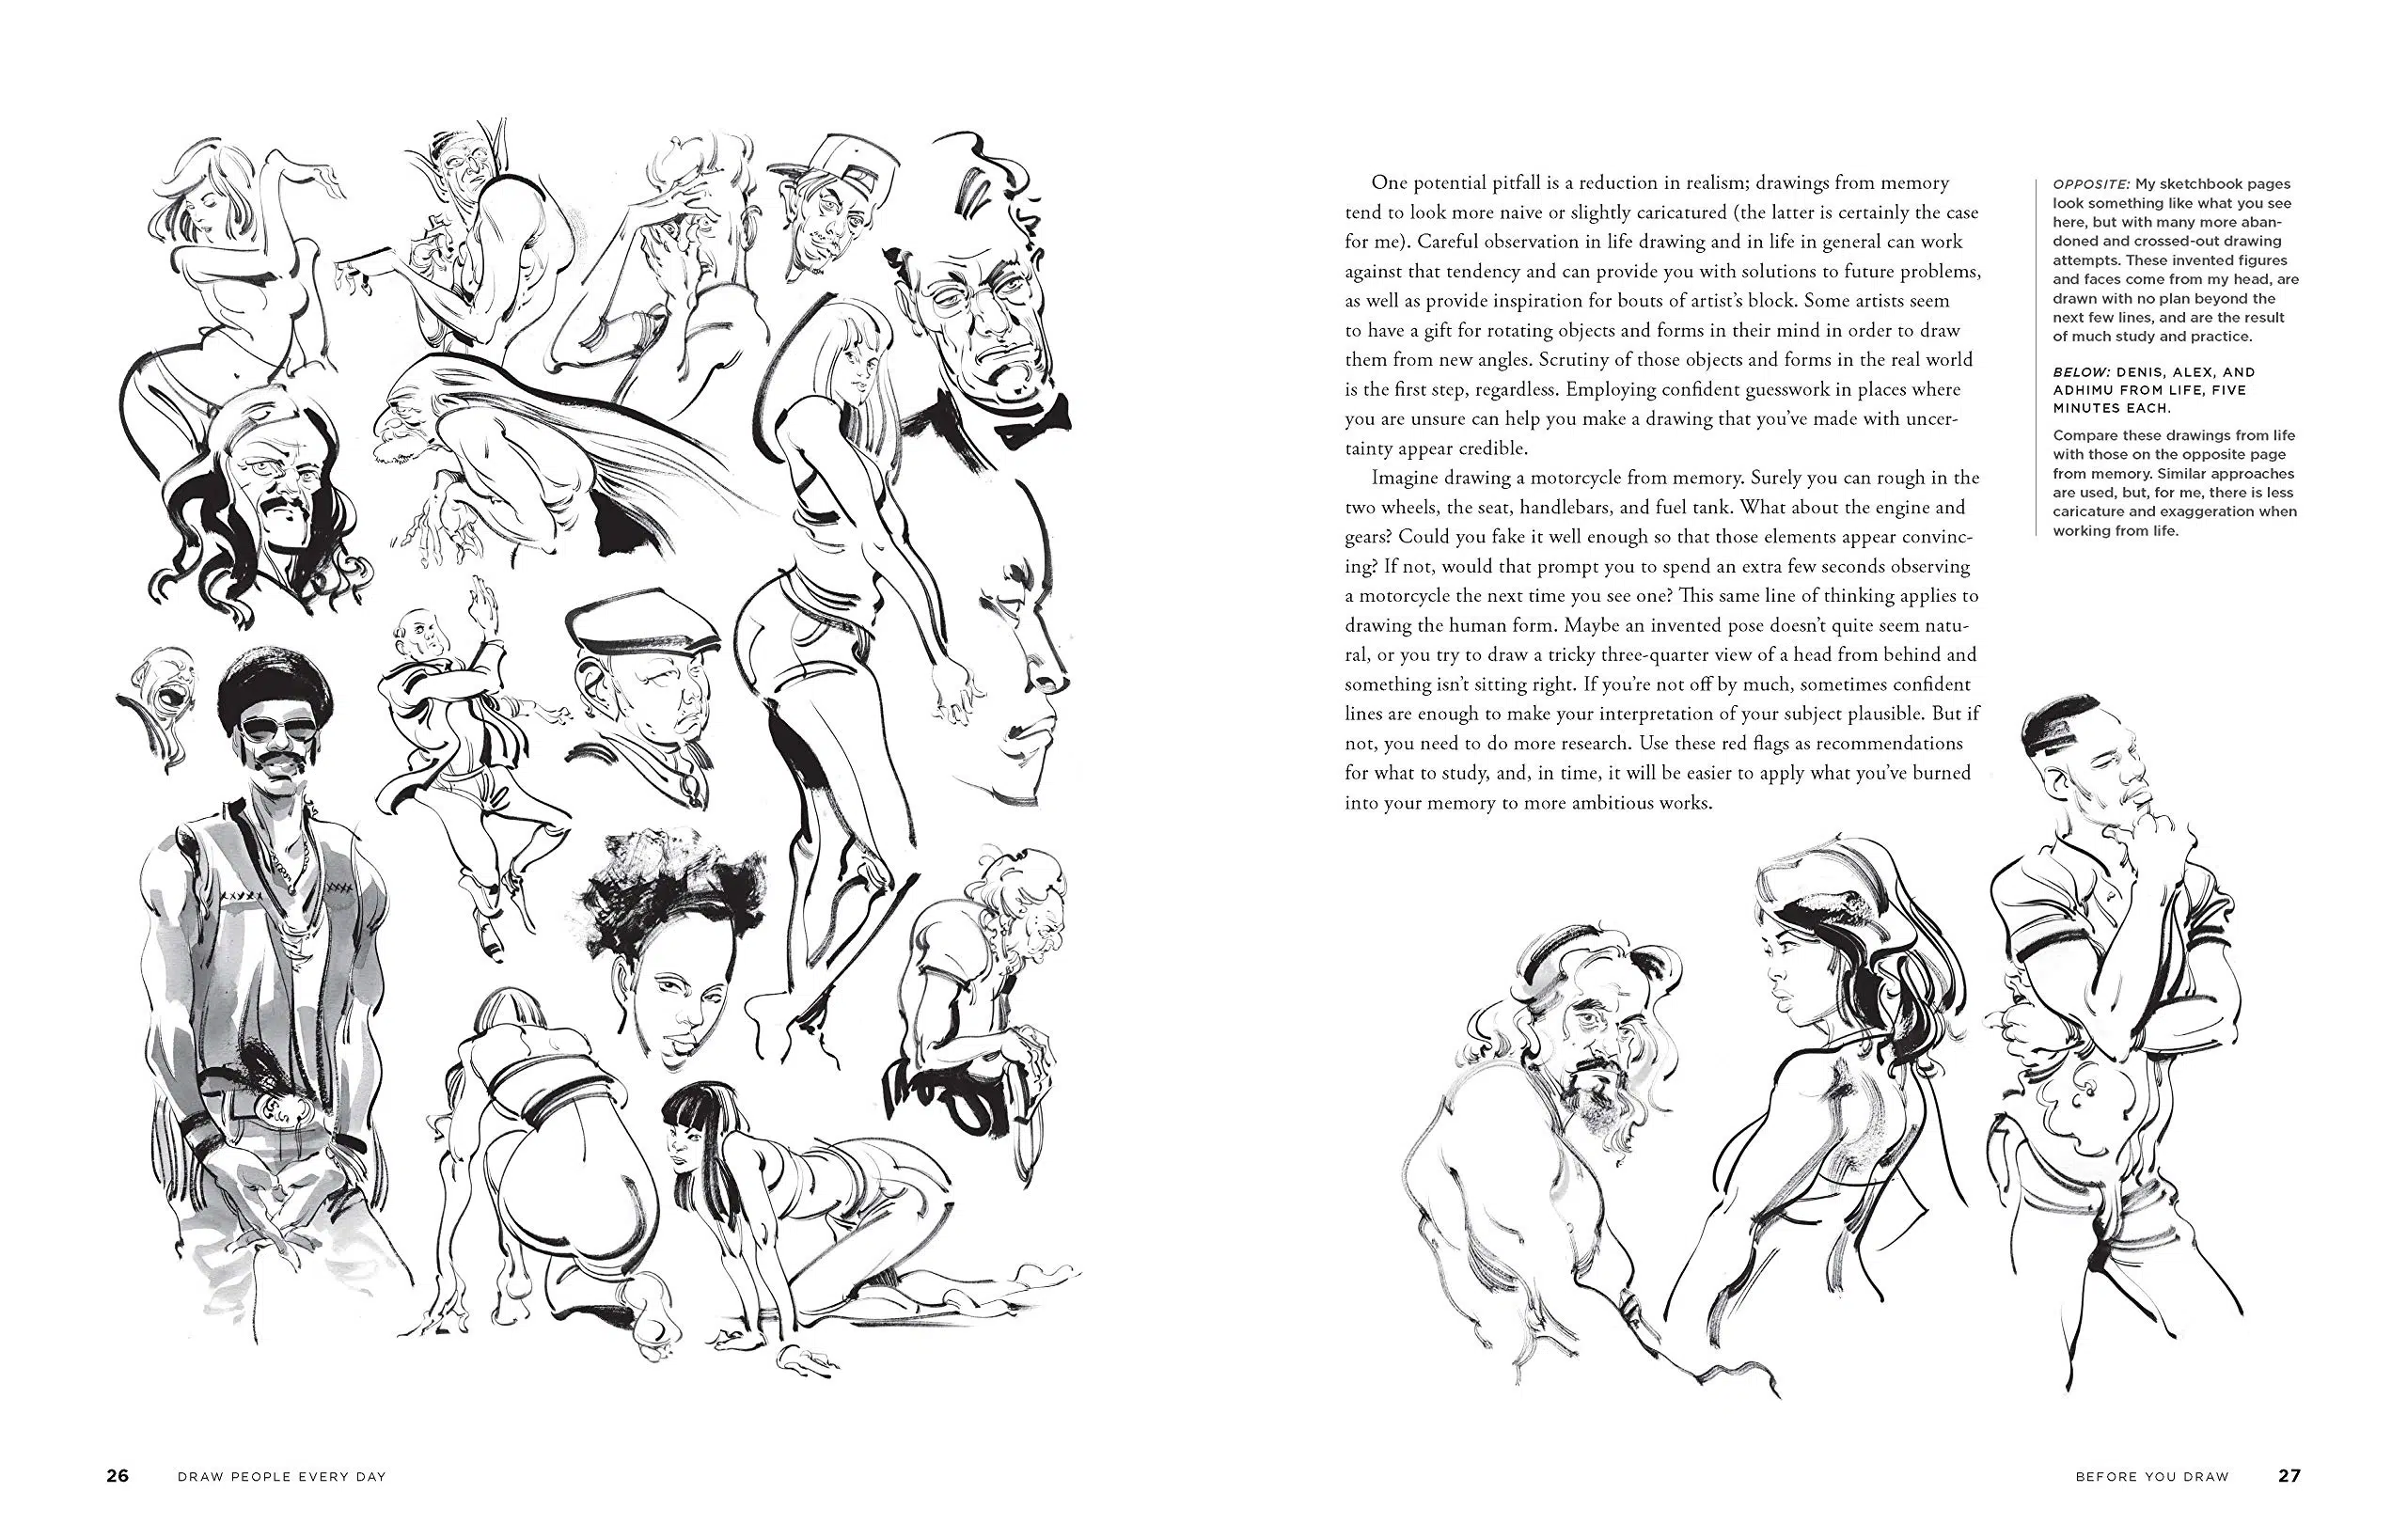 One potential pitfall is a reduction in realism; drawings from memory
tend to look more naive or slightly caricatured (the latter is certainly the case
for me). Careful observation in life drawing and in life in general can work
against that tendency and can provide you with solutions to future problems,
as well as provide inspiration for bouts of artist's block. Some artists seem
to have a gift for rotating objects and forms in their mind in order to draw
them from new angles. Scrutiny of those objects and forms in the real world
is the first step, regardless. Employing confident guesswork in places where
you are unsure can help you make a drawing that you've made with uncer-
tainty appear credible.
Imagine drawing a motorcycle from memory. Surely you can rough in the
two wheels, the seat, handlebars, and fuel tank. What about the engine and
gears? Could you fake it well enough so that those elements appear convinc-
ing? If not, would that prompt you to spend an extra few seconds observing
a motorcycle the next time you see one? This same line of thinking applies to
drawing the human form. Maybe an invented pose doesn't quite seem natu-
ral, or you try to draw a tricky three-quarter view of a head from behind and
something isn't sitting right. If you're not off by much, sometimes confident
lines are enough to make your interpretation of your subject plausible. But if
not, you need to do more research. Use these red flags as recommendations
for what to study, and, in time, it will be easier to apply what you've burned
into your memory to more ambitious works.
OPPOSITE: My sketchbook pages
look something like what you see
here, but with many more aban-
doned and crossed-out drawing
attempts. These invented figures
and faces come from my head, are
drawn with no plan beyond the
next few lines, and are the result
of much study and practice.
BELOW: DENIS, ALEX, AND
ADHIMU FROM LIFE, FIVE
MINUTES EACH.
Compare these drawings from life
with those on the opposite page
from memory. Similar approaches
are used, but, for me, there is less
caricature and exaggeration when
working from life.
26 DRAW PEOPLE EVERY DAY
BEFORE YOU DRAW 27